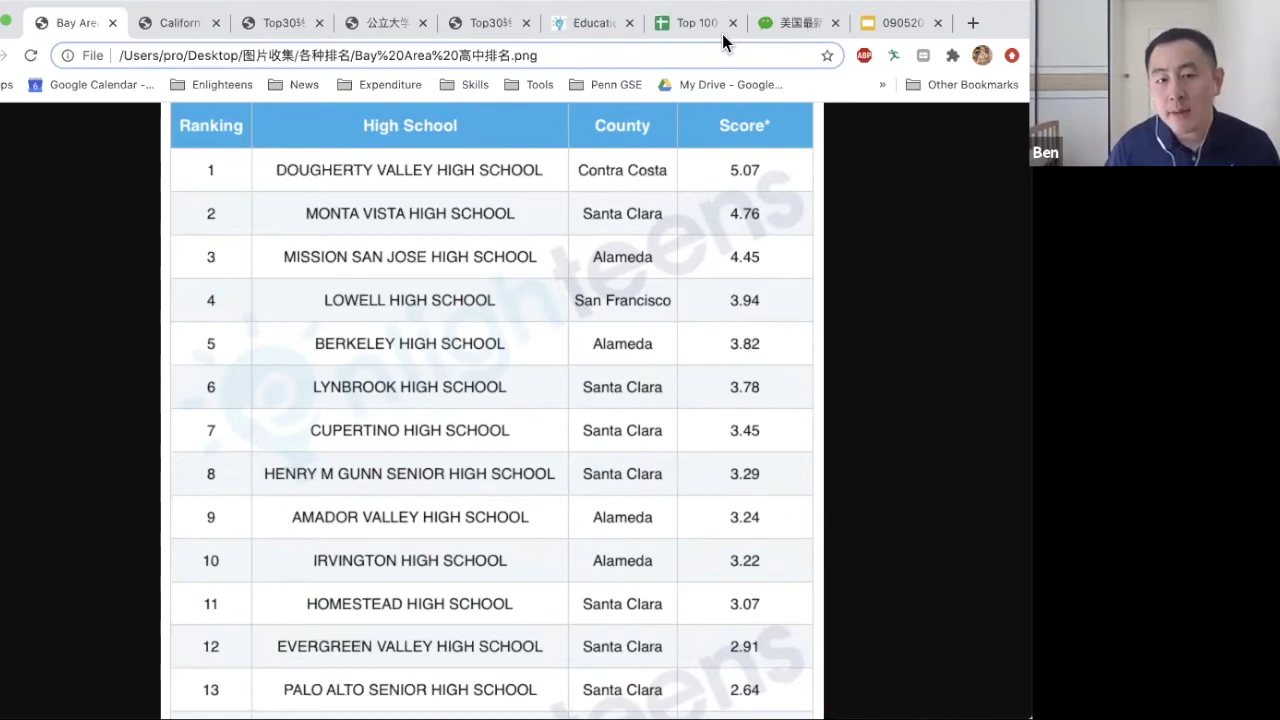 Bay Are
Californ
Top30
公立大
Top30
Educati
Top 100
美国最
090520
File
/Users/pro/Desktop/图片收集/各种排名/Bay%20Area%20高中排名.png
ABP
ps
6
Google Calendar -...
Enlighteens
News
Expenditure
Skills
Tools
Penn GSE
My Drive - Google...
»
Other Bookmarks
Ben
Ranking High School County Score*
1 DOUGHERTY VALLEY HIGH SCHOOL Contra Costa 5.07
2 MONTA VISTA HIGH SCHOOL Santa Clara 4.76
3 MISSION SAN JOSE HIGH SCHOOL Alameda 4.45
4 LOWELL HIGH SCHOOL San Francisco 3.94
5 BERKELEY HIGH SCHOOL Alameda 3.82
6 LYNBROOK HIGH SCHOOL Santa Clara 3.78
7 CUPERTINO HIGH SCHOOL Santa Clara 3.45
8 HENRY M GUNN SENIOR HIGH SCHOOL Santa Clara 3.29
9 AMADOR VALLEY HIGH SCHOOL Alameda 3.24
10 IRVINGTON HIGH SCHOOL Alameda 3.22
11 HOMESTEAD HIGH SCHOOL Santa Clara 3.07
12 EVERGREEN VALLEY HIGH SCHOOL Santa Clara 2.91
13 PALO ALTO SENIOR HIGH SCHOOL Santa Clara 2.64
enlighteens
teens